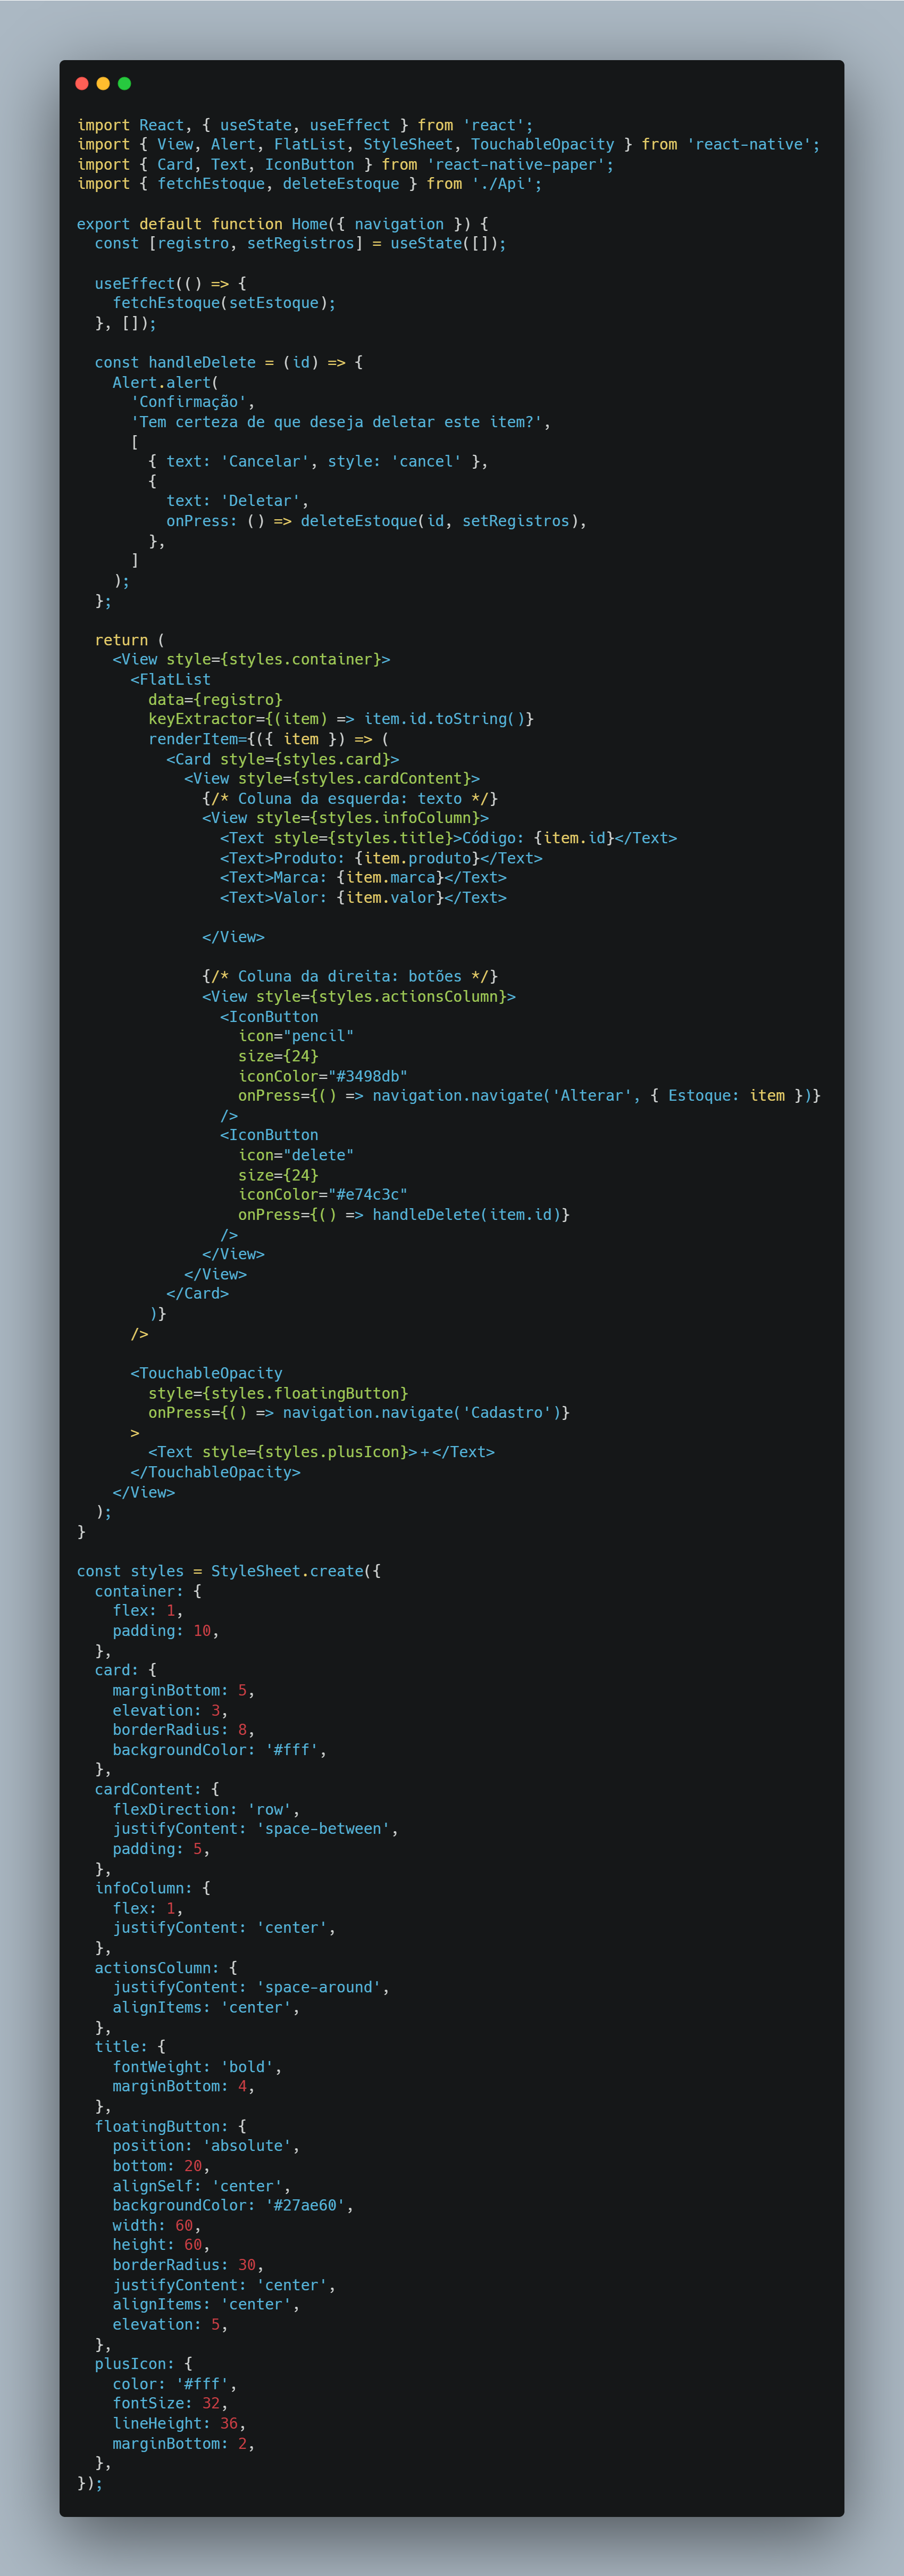 import React, { useState, useEffect } from 'react';
import { View, Alert, FlatList, StyleSheet, TouchableOpacity } from 'react-native';
import { Card, Text, IconButton } from 'react-native-paper';
import { fetchEstoque, deleteEstoque } from './Api';

export default function Home({ navigation }) {
  const [registro, setRegistros] = useState([]);

  useEffect(() => {
    fetchEstoque(setEstoque);
  }, []);

  const handleDelete = (id) => {
    Alert.alert(
      'Confirmação',
      'Tem certeza de que deseja deletar este item?',
      [
        { text: 'Cancelar', style: 'cancel' },
        {
          text: 'Deletar',
          onPress: () => deleteEstoque(id, setRegistros),
        },
      ]
    );
  };

  return (
    <View style={styles.container}>
      <FlatList
        data={registro}
        keyExtractor={(item) => item.id.toString()}
        renderItem={({ item }) => (
          <Card style={styles.card}>
            <View style={styles.cardContent}>
              {/* Coluna da esquerda: texto */}
              <View style={styles.infoColumn}>
                <Text style={styles.title}>Código: {item.id}</Text>
                <Text>Produto: {item.produto}</Text>
                <Text>Marca: {item.marca}</Text>
                <Text>Valor: {item.valor}</Text>

              </View>

              {/* Coluna da direita: botões */}
              <View style={styles.actionsColumn}>
                <IconButton
                  icon="pencil"
                  size={24}
                  iconColor="#3498db"
                  onPress={() => navigation.navigate('Alterar', { Estoque: item })}
                />
                <IconButton
                  icon="delete"
                  size={24}
                  iconColor="#e74c3c"
                  onPress={() => handleDelete(item.id)}
                />
              </View>
            </View>
          </Card>
        )}
      />

      <TouchableOpacity
        style={styles.floatingButton}
        onPress={() => navigation.navigate('Cadastro')}
      >
        <Text style={styles.plusIcon}>+</Text>
      </TouchableOpacity>
    </View>
  );
}

const styles = StyleSheet.create({
  container: {
    flex: 1,
    padding: 10,
  },
  card: {
    marginBottom: 5,
    elevation: 3,
    borderRadius: 8,
    backgroundColor: '#fff',
  },
  cardContent: {
    flexDirection: 'row',
    justifyContent: 'space-between',
    padding: 5,
  },
  infoColumn: {
    flex: 1,
    justifyContent: 'center',
  },
  actionsColumn: {
    justifyContent: 'space-around',
    alignItems: 'center',
  },
  title: {
    fontWeight: 'bold',
    marginBottom: 4,
  },
  floatingButton: {
    position: 'absolute',
    bottom: 20,
    alignSelf: 'center',
    backgroundColor: '#27ae60',
    width: 60,
    height: 60,
    borderRadius: 30,
    justifyContent: 'center',
    alignItems: 'center',
    elevation: 5,
  },
  plusIcon: {
    color: '#fff',
    fontSize: 32,
    lineHeight: 36,
    marginBottom: 2,
  },
});